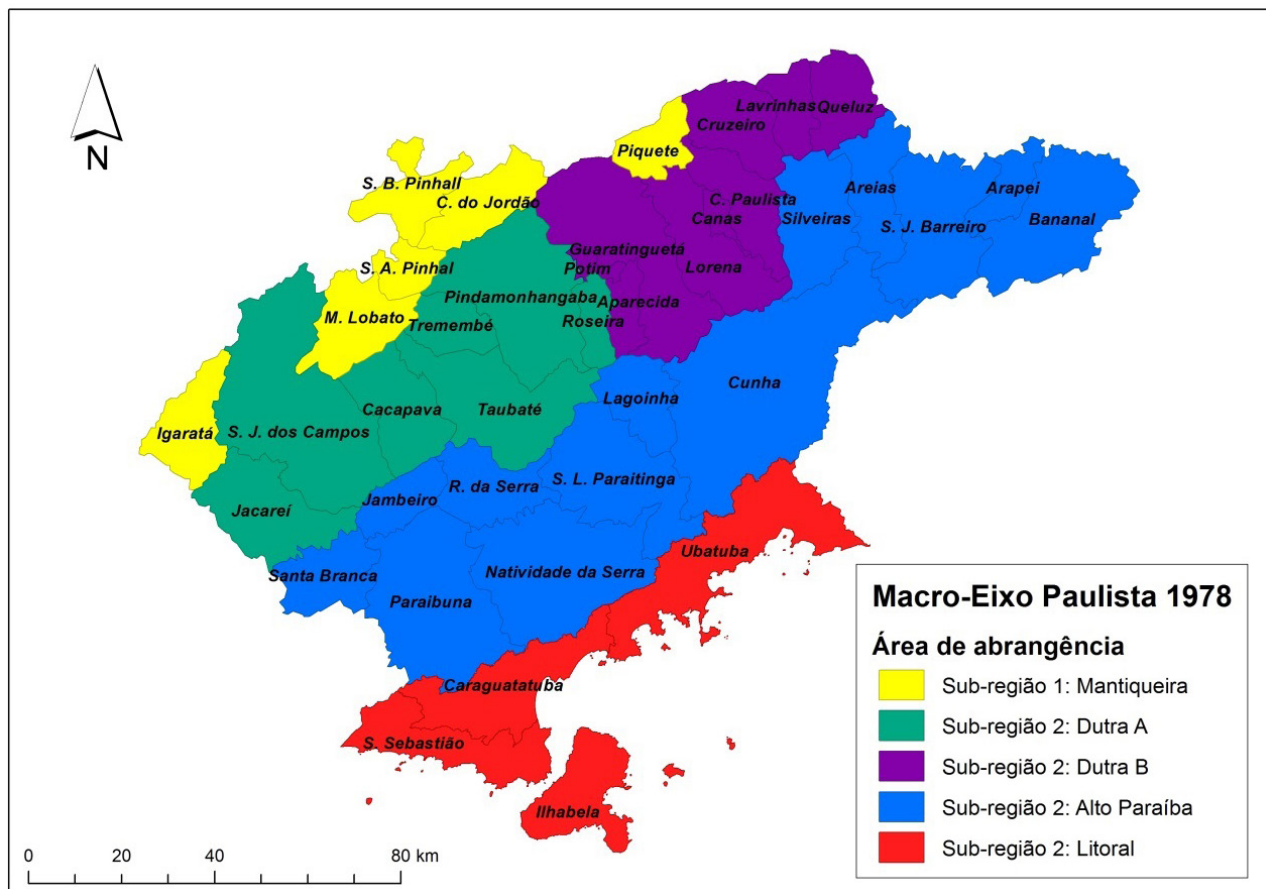 N
Lavrinhas
Queluz
Cruzeiro
Piquete
S. B. Pinhall
C. do Jordão
C. Paulista
Canas
Silveiras
Areias
Arapei
S. J. Barreiro
Bananal
Guaratinguetá
Potim
Lorena
S. A. Pinhal
Pindamonhangaba
Aparecida
M. Lobato
Tremembé
Roseira
Cunha
Lagoinha
Cacapava
Taubaté
Igaratá
S. J. dos Campos
S. L. Paraitinga
R. da Serra
Jambeiro
Jacareí
Ubatuba
Natividade da Serra
Santa Branca
Paraibuna
Caraguatatuba
S. Sebastião
Ilhabela
Macro-Eixo Paulista 1978
Área de abrangência
Sub-região 1: Mantiqueira
Sub-região 2: Dutra A
Sub-região 2: Dutra B
Sub-região 2: Alto Paraíba
Sub-região 2: Litoral
0 20 40 80 km